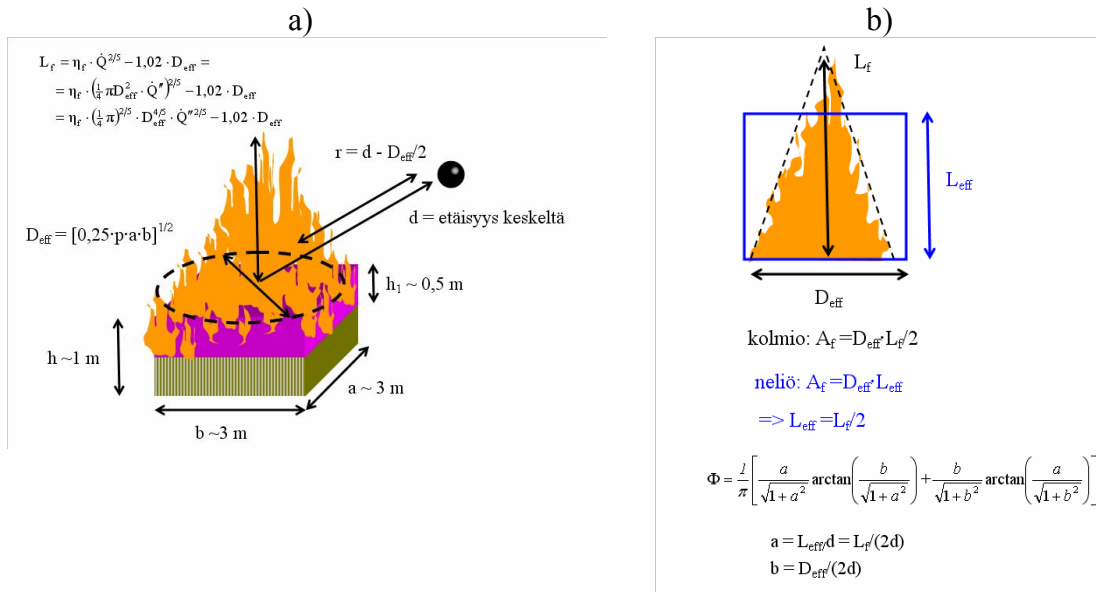 a)
L_f = η_f · Q̇^2/5 − 1,02 · D_eff =
= η_f · (¼ πD²_eff · Q̇″)^2/5 − 1,02 · D_eff
= η_f · (¼ π)^2/5 · D_eff^4/5 · Q̇″^2/5 − 1,02 · D_eff
r = d - D_eff/2
d = etäisyys keskeltä
D_eff = [0,25·p·a·b]^1/2
h₁ ~ 0,5 m
h ~1 m
a ~ 3 m
b ~3 m
b)
L_f
L_eff
D_eff
kolmio: A_f =D_eff·L_f/2
neliö: A_f =D_eff·L_eff
=> L_eff =L_f/2
Φ = 1/π [ a/√(1+a²) arctan( b/√(1+a²) ) + b/√(1+b²) arctan( a/√(1+b²) ) ]
a = L_eff/d = L_f/(2d)
b = D_eff/(2d)